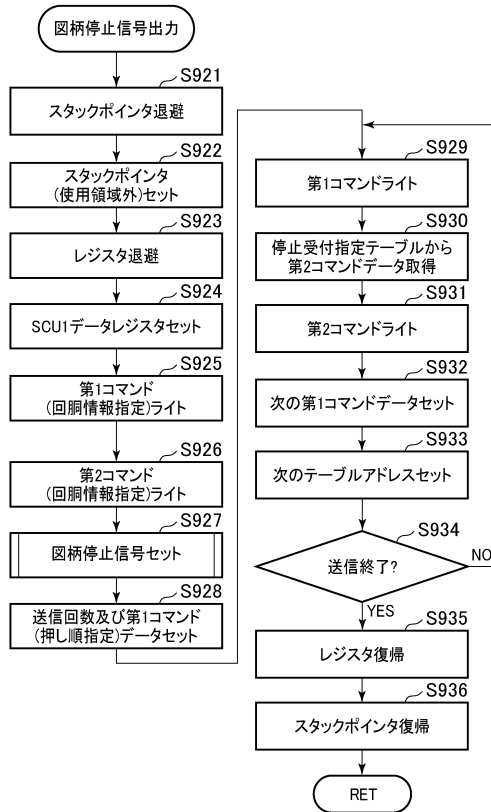 図柄停止信号出力
S921
スタックポインタ退避
S922
スタックポインタ
(使用領域外)セット
S923
レジスタ退避
S924
SCU1データレジスタセット
S925
第1コマンド
(回胴情報指定)ライト
S926
第2コマンド
(回胴情報指定)ライト
S927
図柄停止信号セット
S928
送信回数及び第1コマンド
(押し順指定)データセット
S929
第1コマンドライト
S930
停止受付指定テーブルから
第2コマンドデータ取得
S931
第2コマンドライト
S932
次の第1コマンドデータセット
S933
次のテーブルアドレスセット
S934
送信終了?
NO
YES
S935
レジスタ復帰
S936
スタックポインタ復帰
RET